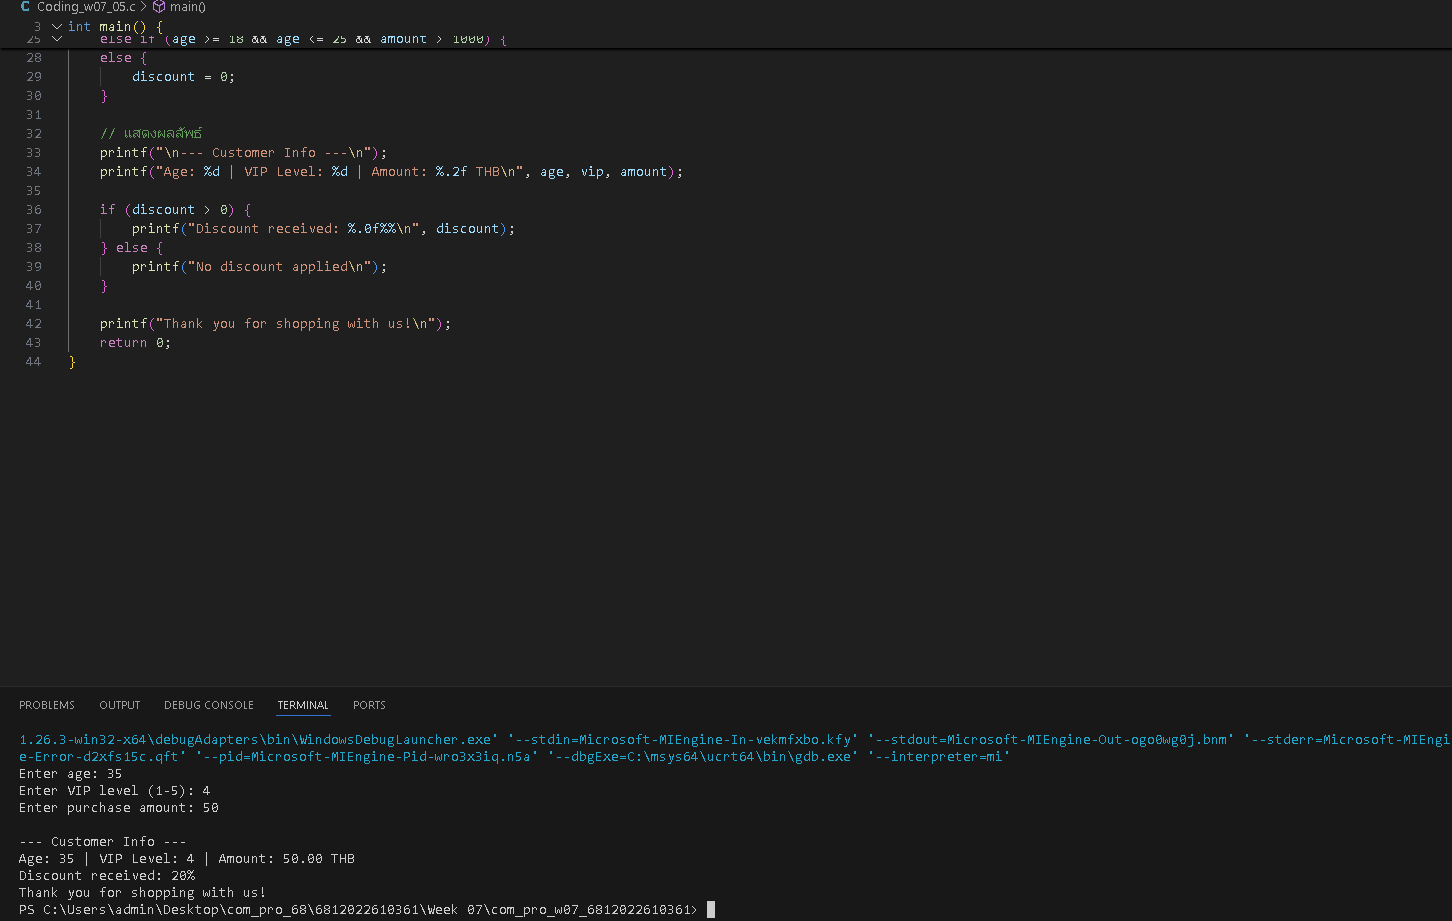 Coding_w07_05.c > main()
3 int main() {
25 else if (age >= 18 && age <= 25 && amount > 1000) {
28 else {
29 discount = 0;
30 }
31
32 // แสดงผลลัพธ์
33 printf("\n--- Customer Info ---\n");
34 printf("Age: %d | VIP Level: %d | Amount: %.2f THB\n", age, vip, amount);
35
36 if (discount > 0) {
37 printf("Discount received: %.0f%%\n", discount);
38 } else {
39 printf("No discount applied\n");
40 }
41
42 printf("Thank you for shopping with us!\n");
43 return 0;
44 }
PROBLEMS OUTPUT DEBUG CONSOLE TERMINAL PORTS
1.26.3-win32-x64\debugAdapters\bin\WindowsDebugLauncher.exe' '--stdin=Microsoft-MIEngine-In-vekmfxbo.kfy' '--stdout=Microsoft-MIEngine-Out-ogo0wg0j.bnm' '--stderr=Microsoft-MIEngi
e-Error-d2xfs15c.qft' '--pid=Microsoft-MIEngine-Pid-wro3x3iq.n5a' '--dbgExe=C:\msys64\ucrt64\bin\gdb.exe' '--interpreter=mi'
Enter age: 35
Enter VIP level (1-5): 4
Enter purchase amount: 50
--- Customer Info ---
Age: 35 | VIP Level: 4 | Amount: 50.00 THB
Discount received: 20%
Thank you for shopping with us!
PS C:\Users\admin\Desktop\com_pro_68\6812022610361\Week 07\com_pro_w07_6812022610361>